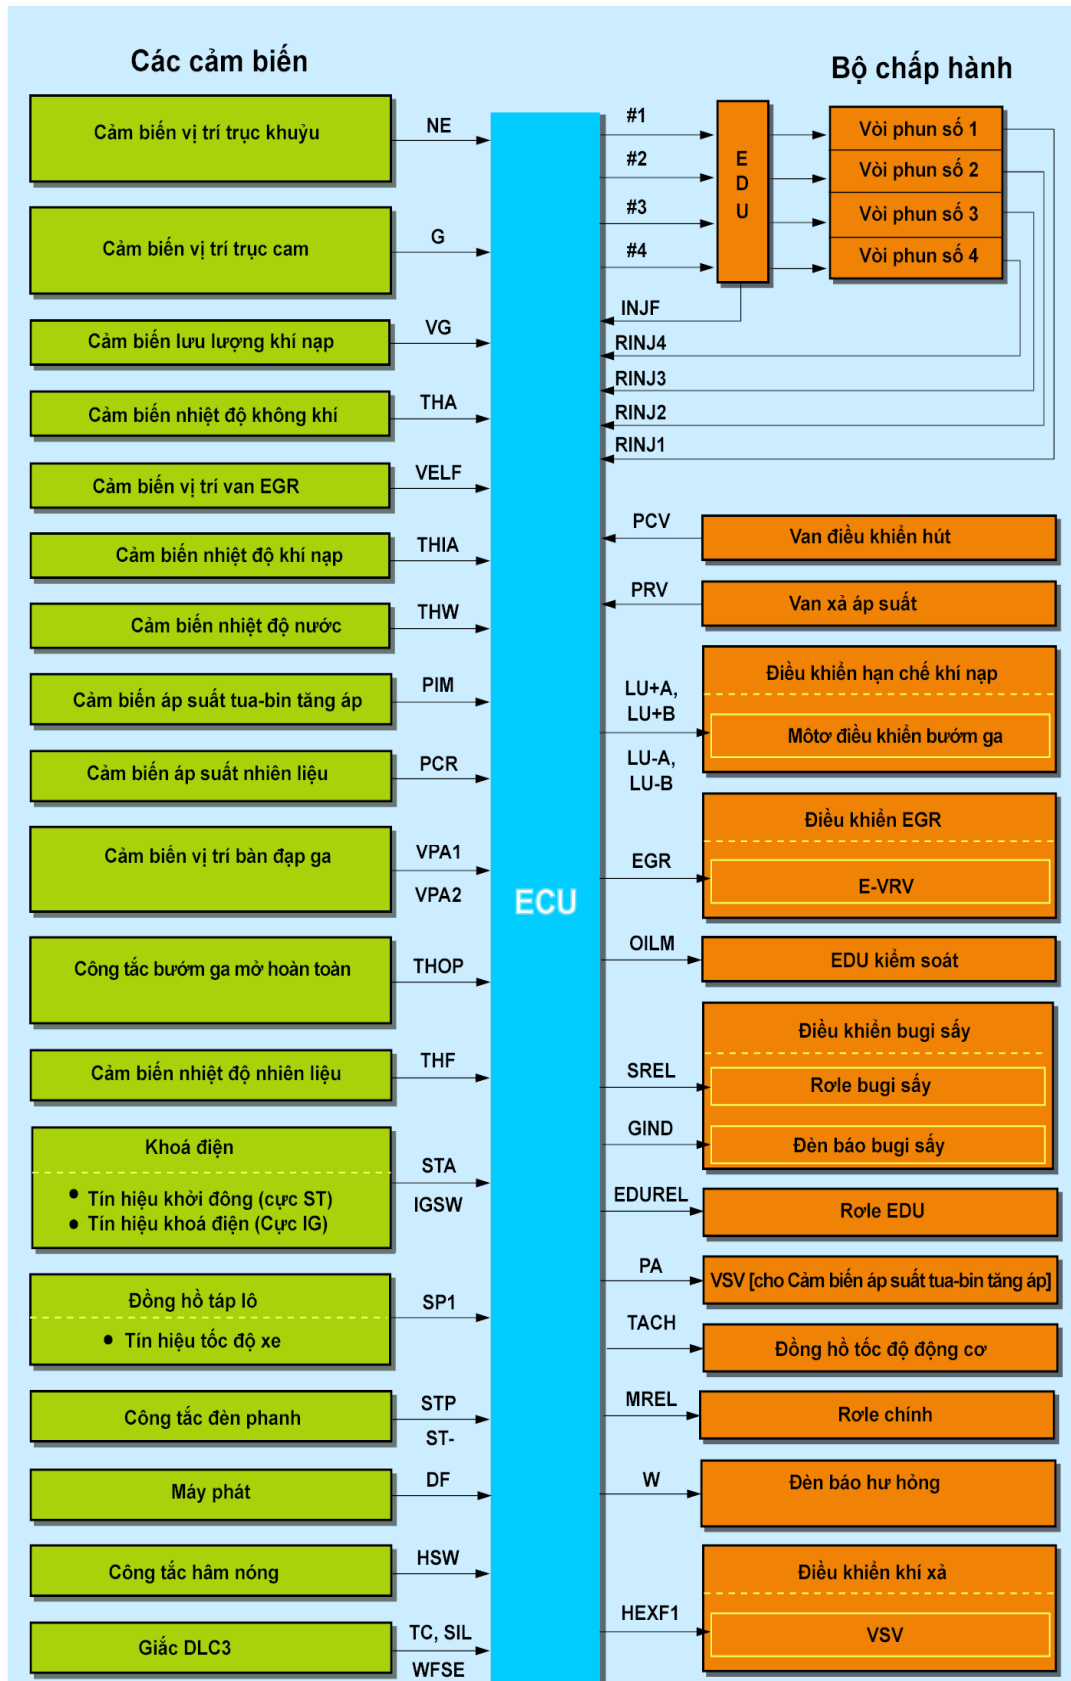 Các cảm biến
Cảm biến vị trí trục khuỷu
NE
Cảm biến vị trí trục cam
G
Cảm biến lưu lượng khí nạp
VG
Cảm biến nhiệt độ không khí
THA
Cảm biến vị trí van EGR
VELF
Cảm biến nhiệt độ khí nạp
THIA
Cảm biến nhiệt độ nước
THW
Cảm biến áp suất tua-bin tăng áp
PIM
Cảm biến áp suất nhiên liệu
PCR
Cảm biến vị trí bàn đạp ga
VPA1
VPA2
Công tắc bướm ga mở hoàn toàn
THOP
Cảm biến nhiệt độ nhiên liệu
THF
Khoá điện
• Tín hiệu khởi đông (cực ST)
• Tín hiệu khoá điện (Cực IG)
STA
IGSW
Đồng hồ táp lô
• Tín hiệu tốc độ xe
SP1
Công tắc đèn phanh
STP
ST-
Máy phát
DF
Công tắc hâm nóng
HSW
Giắc DLC3
TC, SIL
WFSE
ECU
Bộ chấp hành
#1
#2
#3
#4
E
D
U
Vòi phun số 1
Vòi phun số 2
Vòi phun số 3
Vòi phun số 4
INJF
RINJ4
RINJ3
RINJ2
RINJ1
PCV
Van điều khiển hút
PRV
Van xả áp suất
LU+A,
LU+B
LU-A,
LU-B
Điều khiển hạn chế khí nạp
Môtơ điều khiển bướm ga
EGR
Điều khiển EGR
E-VRV
OILM
EDU kiểm soát
Điều khiển bugi sấy
SREL
Rơle bugi sấy
GIND
Đèn báo bugi sấy
EDUREL
Rơle EDU
PA
VSV [cho Cảm biến áp suất tua-bin tăng áp]
TACH
Đồng hồ tốc độ động cơ
MREL
Rơle chính
W
Đèn báo hư hỏng
Điều khiển khí xả
HEXF1
VSV